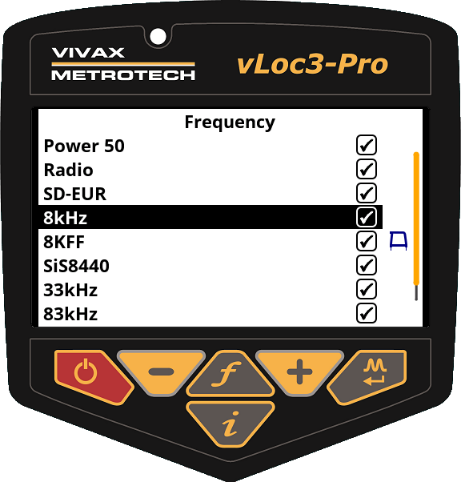 VIVAX
METROTECH
vLoc3-Pro
Frequency
Power 50
Radio
SD-EUR
8kHz
8KFF
SiS8440
33kHz
83kHz
f
i